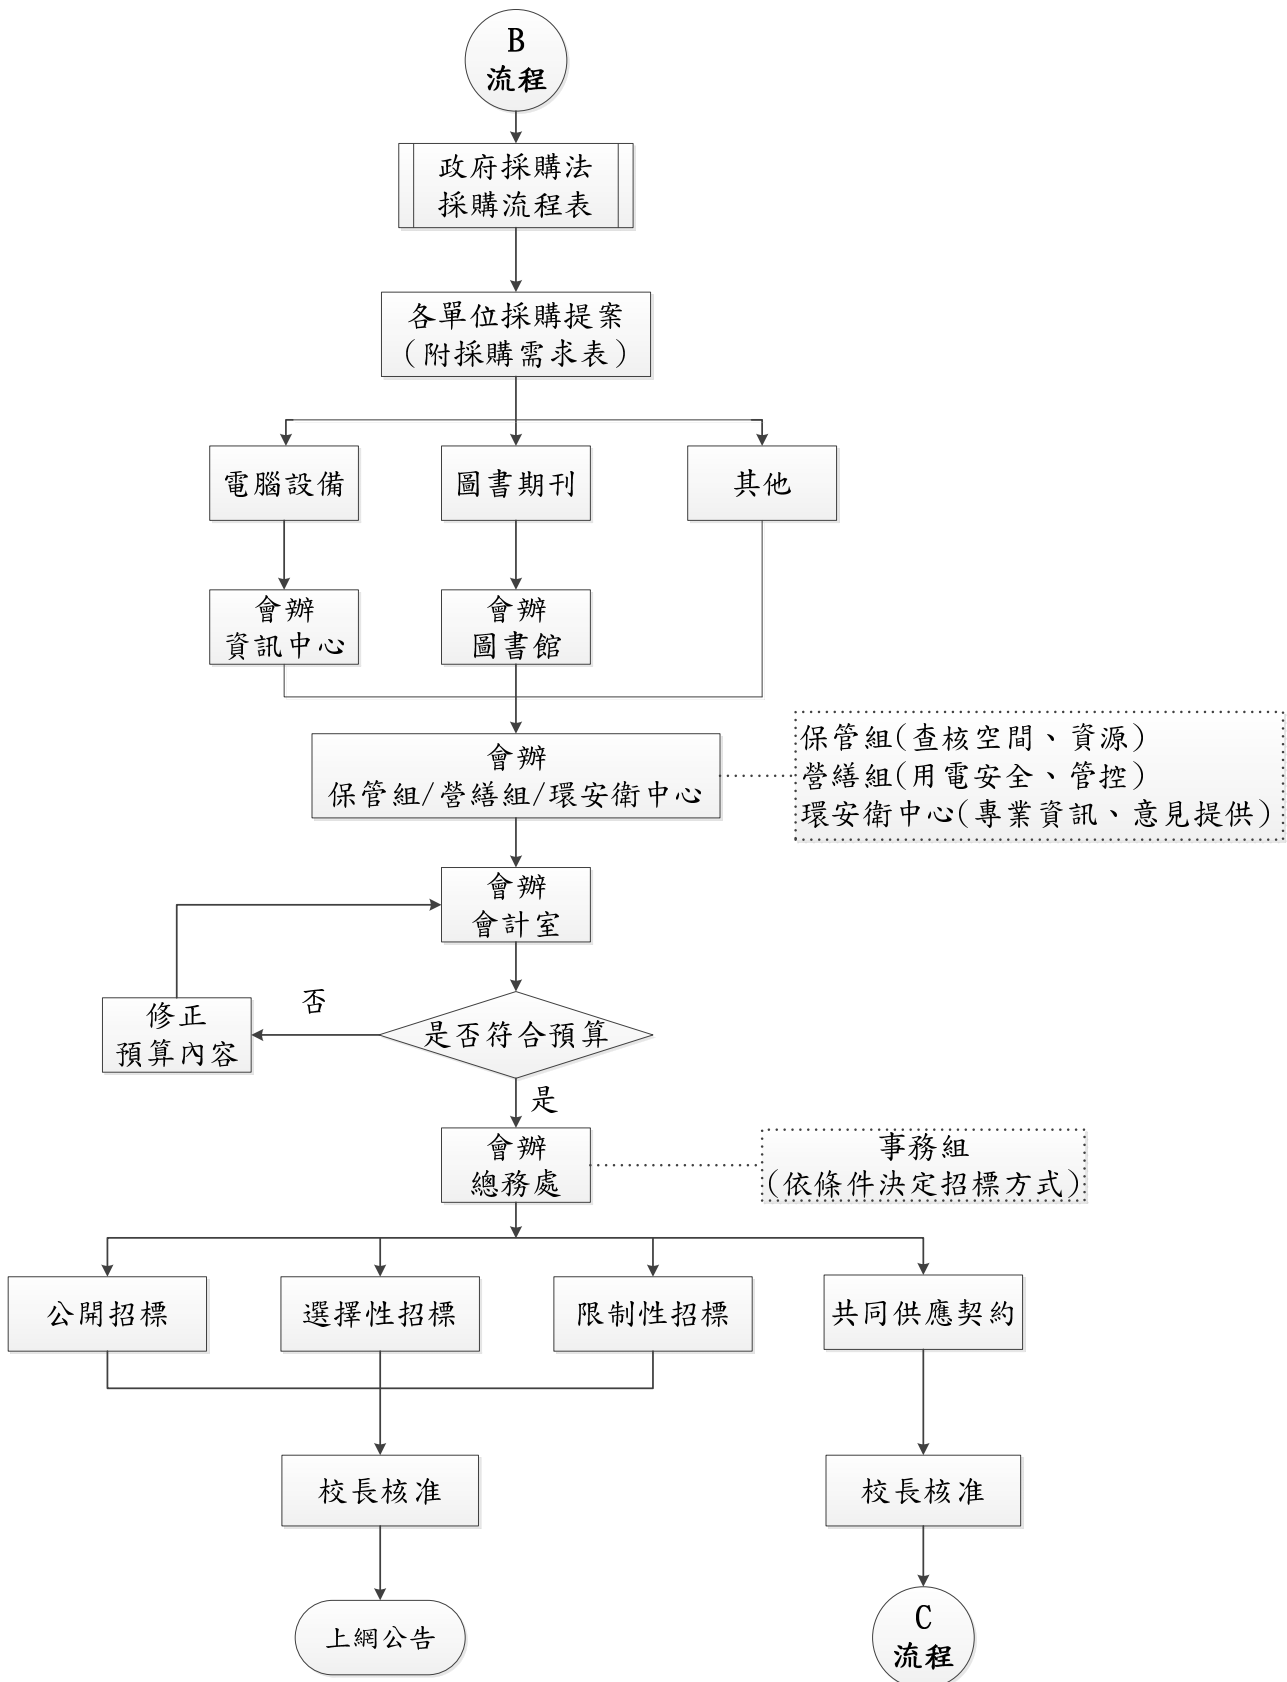 B
流程
政府採購法
採購流程表
各單位採購提案
(附採購需求表)
電腦設備
圖書期刊
其他
會辦
資訊中心
會辦
圖書館
會辦
保管組/營繕組/環安衛中心
保管組(查核空間、資源)
營繕組(用電安全、管控)
環安衛中心(專業資訊、意見提供)
會辦
會計室
否
修正
預算內容
是否符合預算
是
會辦
總務處
事務組
(依條件決定招標方式)
公開招標
選擇性招標
限制性招標
共同供應契約
校長核准
校長核准
上網公告
C
流程